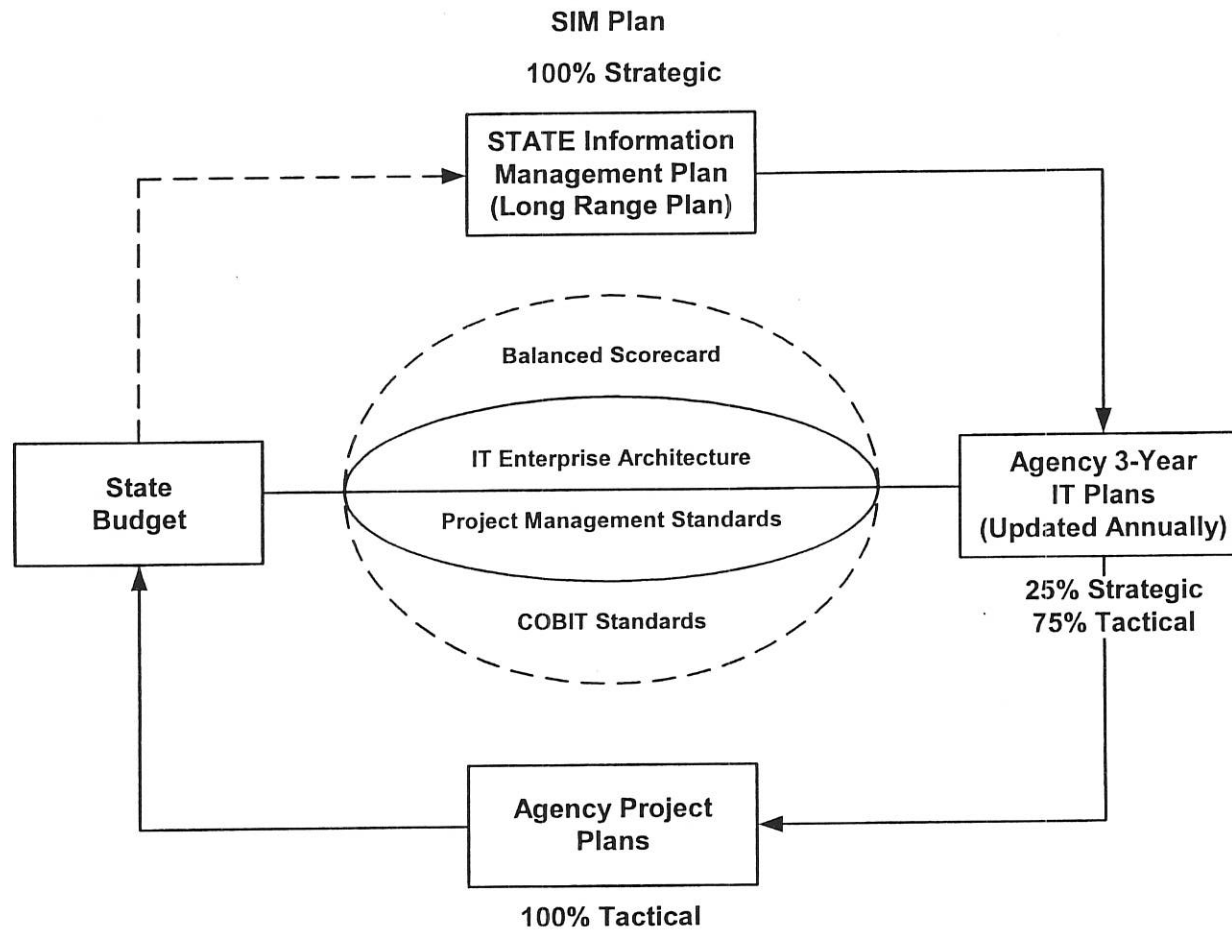 SIM Plan
100% Strategic
STATE Information
Management Plan
(Long Range Plan)
Balanced Scorecard
IT Enterprise Architecture
State
Budget
Agency 3-Year
IT Plans
(Updated Annually)
Project Management Standards
25% Strategic
75% Tactical
COBIT Standards
Agency Project
Plans
100% Tactical